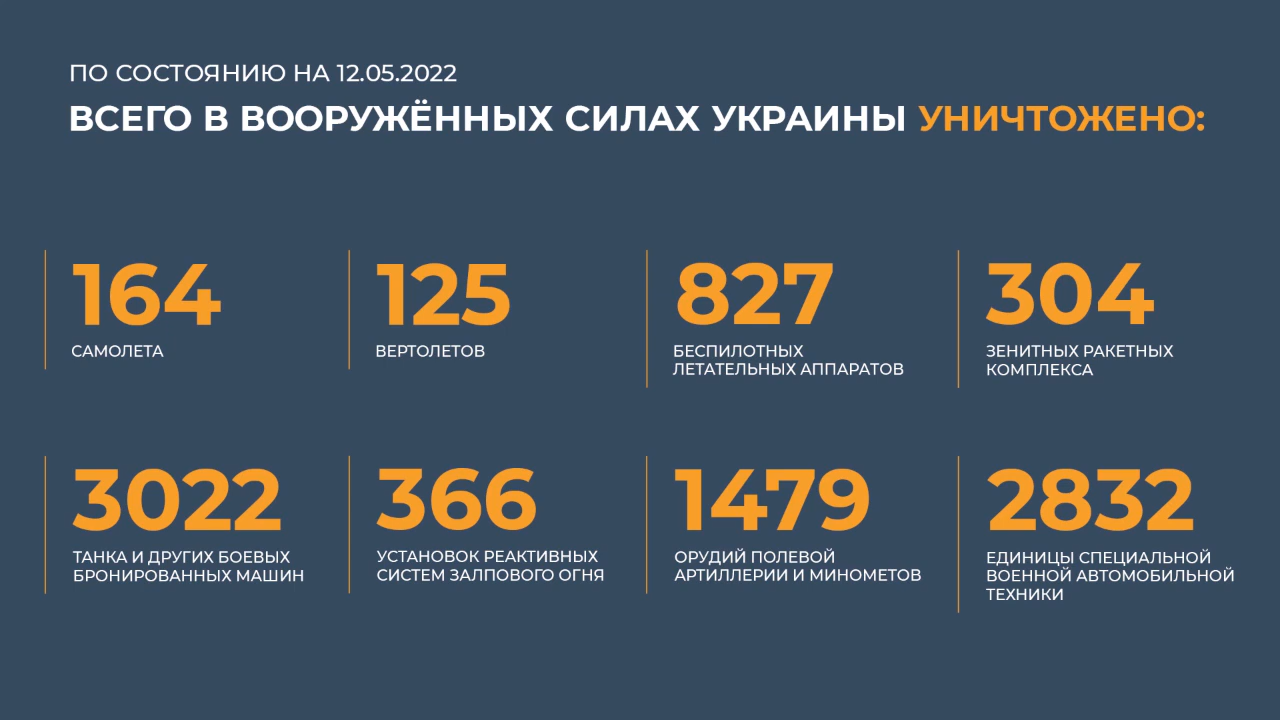 ПО СОСТОЯНИЮ НА 12.05.2022
ВСЕГО В ВООРУЖЁННЫХ СИЛАХ УКРАИНЫ УНИЧТОЖЕНО:
164
САМОЛЕТА
125
ВЕРТОЛЕТОВ
827
БЕСПИЛОТНЫХ
ЛЕТАТЕЛЬНЫХ АППАРАТОВ
304
ЗЕНИТНЫХ РАКЕТНЫХ
КОМПЛЕКСА
3022
ТАНКА И ДРУГИХ БОЕВЫХ
БРОНИРОВАННЫХ МАШИН
366
УСТАНОВОК РЕАКТИВНЫХ
СИСТЕМ ЗАЛПОВОГО ОГНЯ
1479
ОРУДИЙ ПОЛЕВОЙ
АРТИЛЛЕРИИ И МИНОМЕТОВ
2832
ЕДИНИЦЫ СПЕЦИАЛЬНОЙ
ВОЕННОЙ АВТОМОБИЛЬНОЙ
ТЕХНИКИ